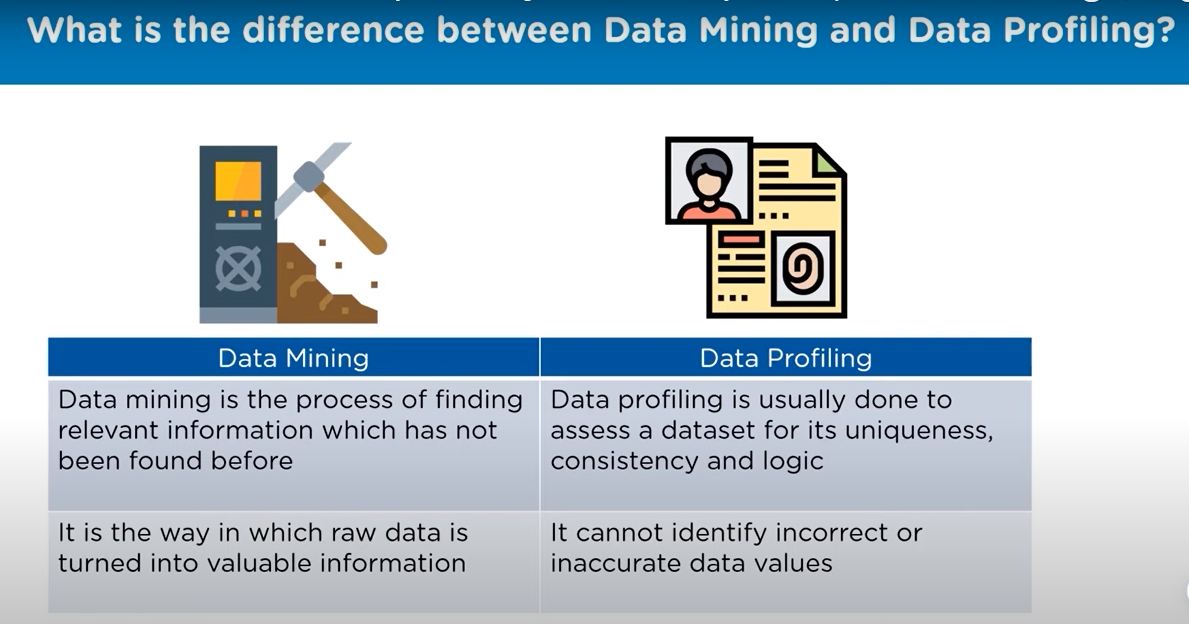 What is the difference between Data Mining and Data Profiling?
Data Mining
Data Profiling
Data mining is the process of finding
relevant information which has not
been found before
Data profiling is usually done to
assess a dataset for its uniqueness,
consistency and logic
It is the way in which raw data is
turned into valuable information
It cannot identify incorrect or
inaccurate data values